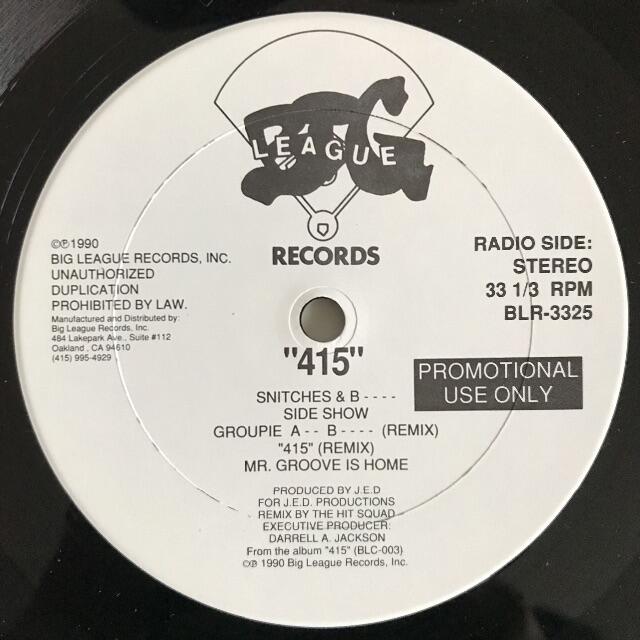 BIG
LEAGUE
RECORDS
©℗1990
BIG LEAGUE RECORDS, INC.
UNAUTHORIZED
DUPLICATION
PROHIBITED BY LAW.
Manufactured and Distributed by:
Big League Records, Inc.
484 Lakepark Ave., Suite #112
Oakland , CA 94610
(415) 995-4929
RADIO SIDE:
STEREO
33 1/3 RPM
BLR-3325
PROMOTIONAL
USE ONLY
"415"
SNITCHES & B - - - -
SIDE SHOW
GROUPIE A - - B - - - - (REMIX)
"415" (REMIX)
MR. GROOVE IS HOME
PRODUCED BY J.E.D
FOR J.E.D. PRODUCTIONS
REMIX BY THE HIT SQUAD
EXECUTIVE PRODUCER:
DARRELL A. JACKSON
From the album "415" (BLC-003)
©℗ 1990 Big League Records, Inc.